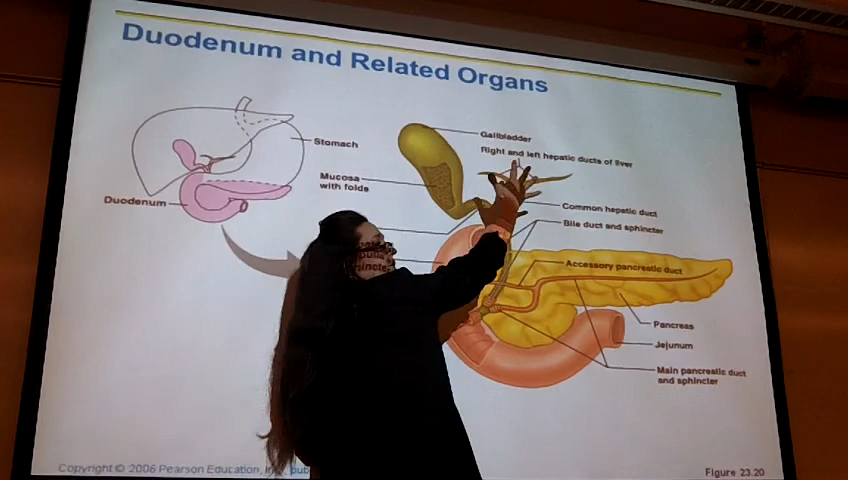 Duodenum and Related Organs
Stomach
Duodenum
Gallbladder
Right and left hepatic ducts of liver
Mucosa
with folds
Common hepatic duct
Bile duct and sphincter
Accessory pancreatic duct
Pancreas
Jejunum
Main pancreatic duct
and sphincter
Copyright © 2006 Pearson Education,
Figure 23.20